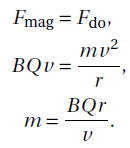 F_mag = F_do,
BQv = mv²/r,
m = BQr/v.